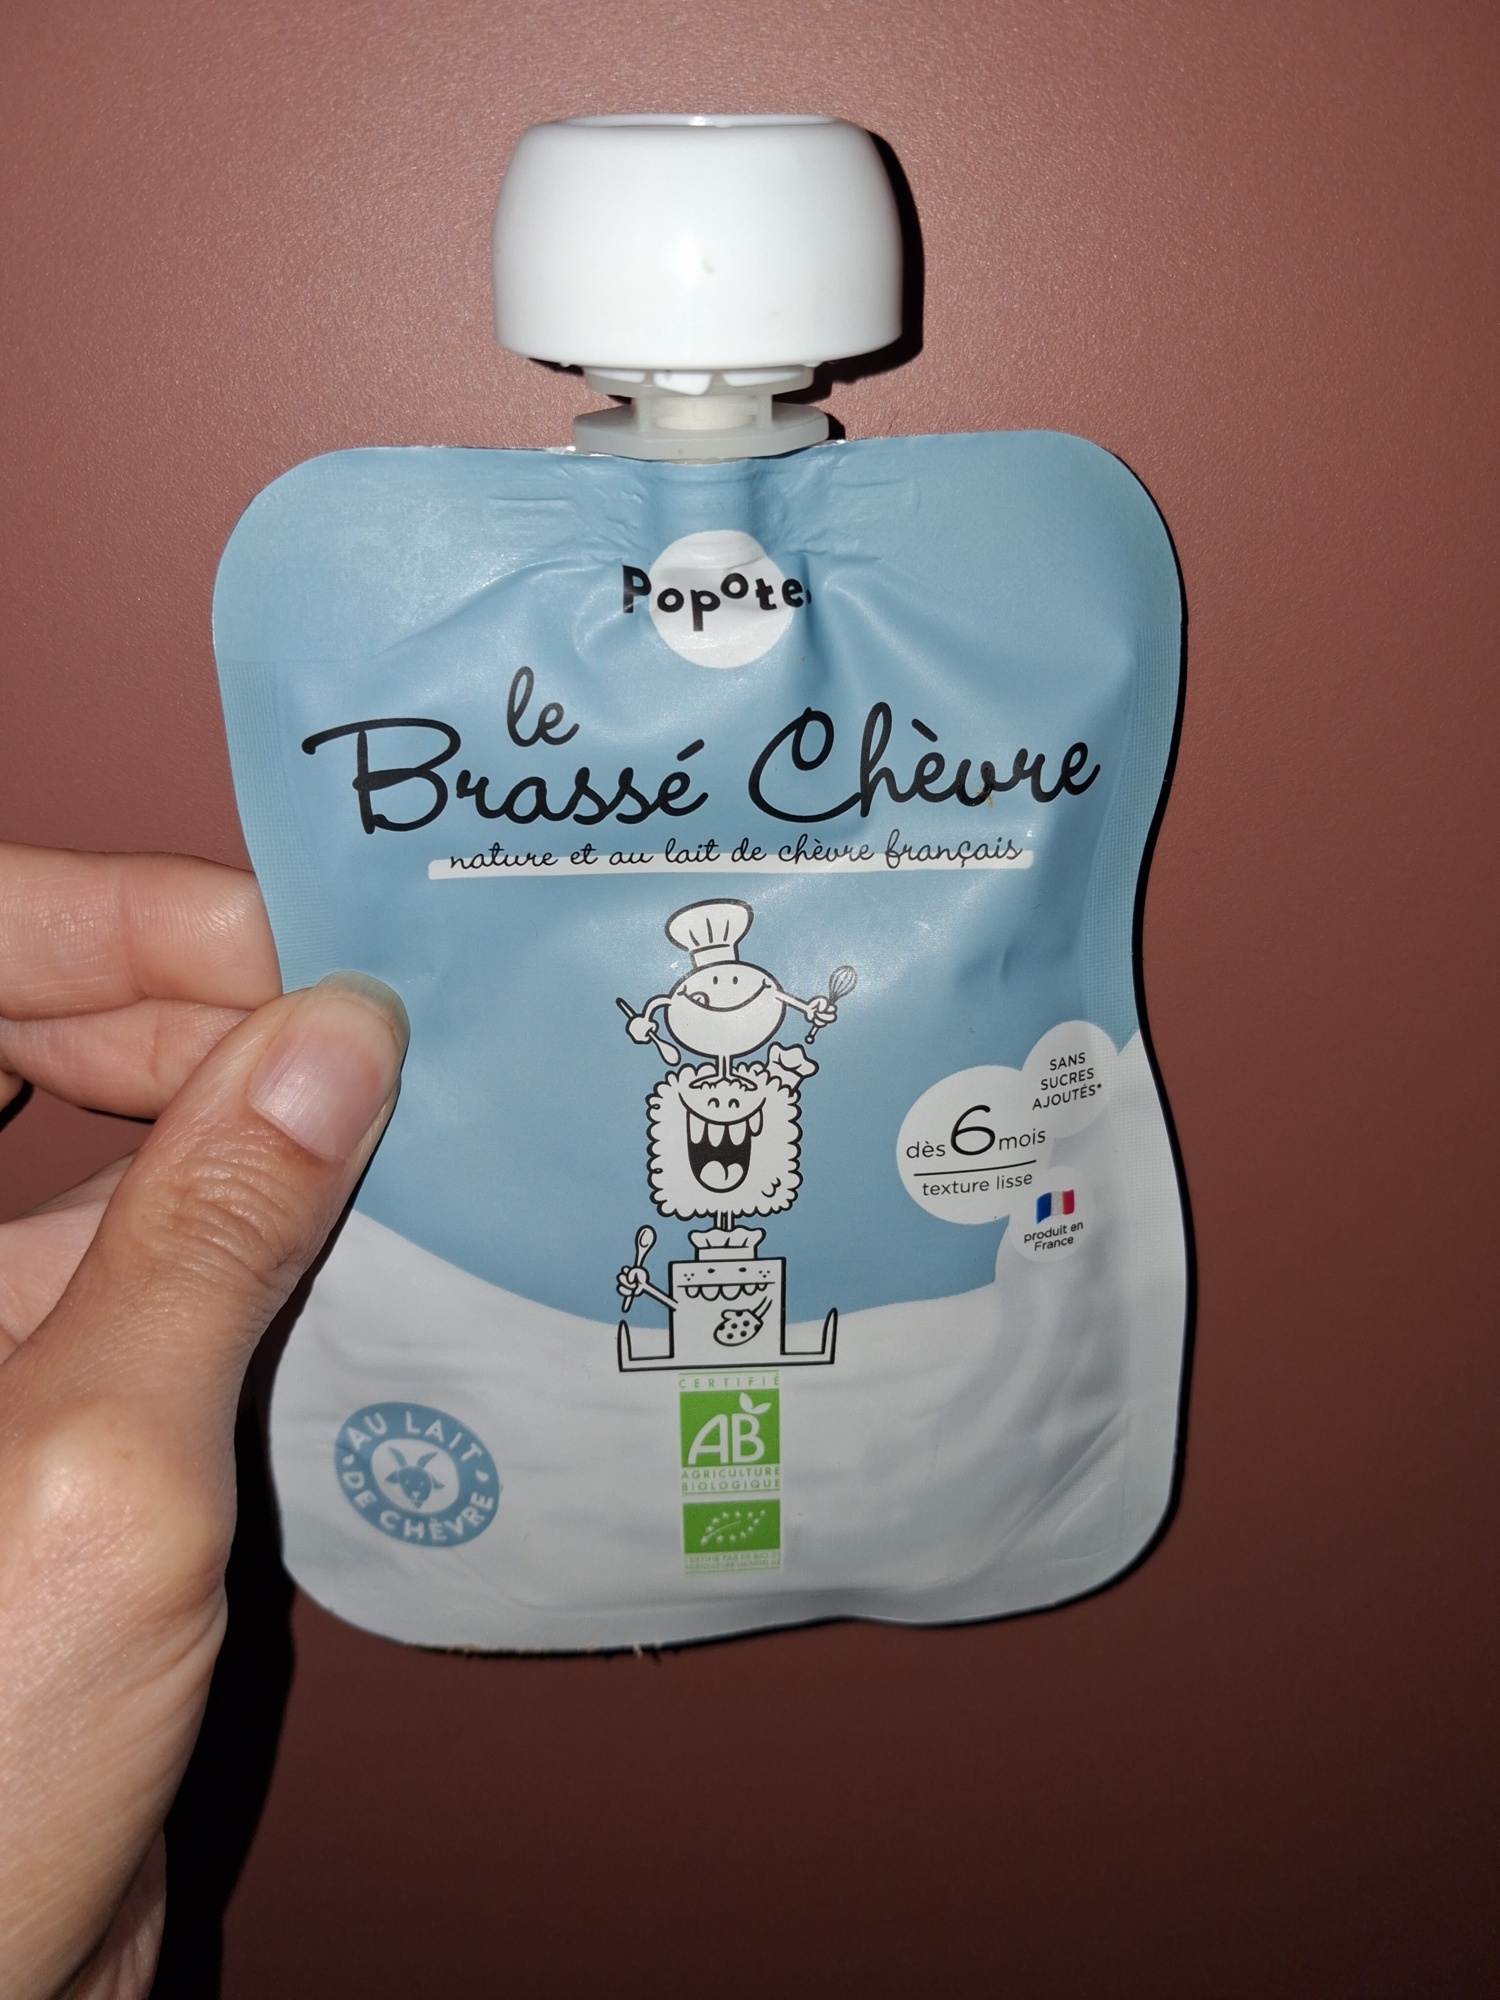 Popote
le
Brassé Chèvre
nature et au lait de chèvre français
SANS
SUCRES
AJOUTÉS*
dès 6 mois
texture lisse
produit en
France
CERTIFIÉ
AB
AGRICULTURE
BIOLOGIQUE
AU LAIT
DE CHÈVRE